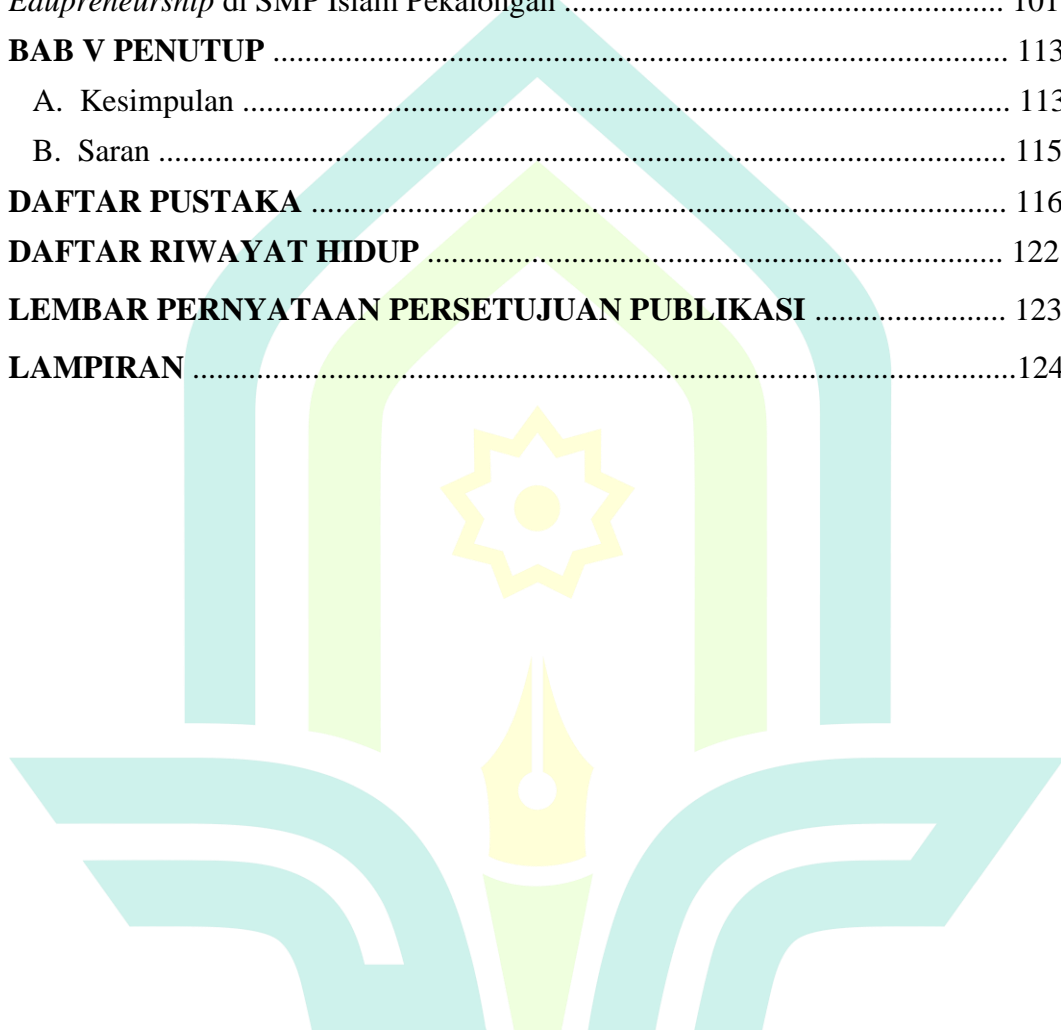 Edupreneurship di SMP Islam Pekalongan ........................................................ 101
BAB V PENUTUP ............................................................................................ 113
A. Kesimpulan ................................................................................................ 113
B. Saran .......................................................................................................... 115
DAFTAR PUSTAKA ....................................................................................... 116
DAFTAR RIWAYAT HIDUP ......................................................................... 122
LEMBAR PERNYATAAN PERSETUJUAN PUBLIKASI ........................ 123
LAMPIRAN .......................................................................................................124